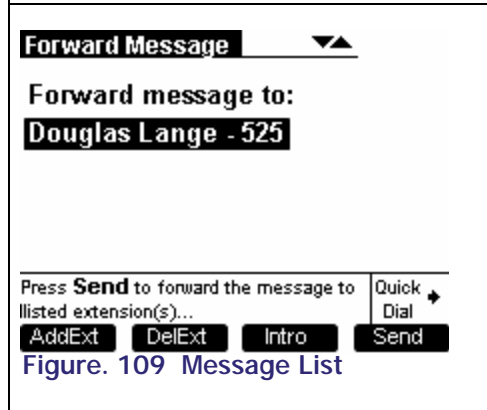 Forward Message
Forward message to:
Douglas Lange - 525
Press Send to forward the message to
listed extension(s)...
Quick
Dial
AddExt DelExt Intro Send
Figure. 109 Message List